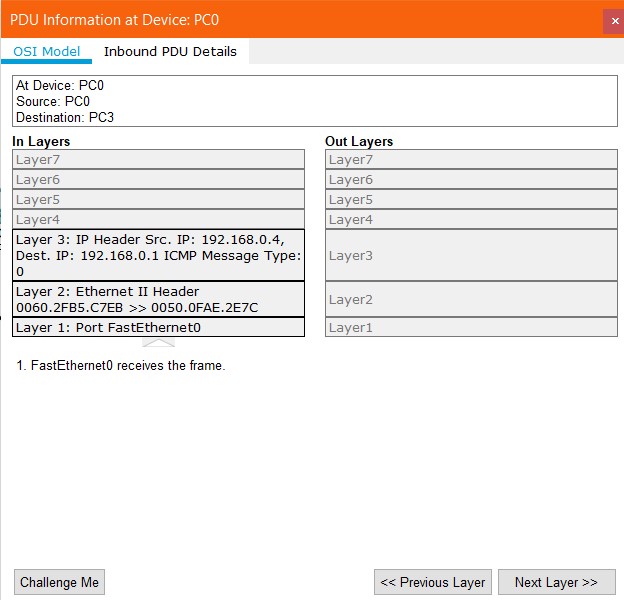 PDU Information at Device: PC0
OSI Model
Inbound PDU Details
At Device: PC0
Source: PC0
Destination: PC3
In Layers
Layer7
Layer6
Layer5
Layer4
Layer 3: IP Header Src. IP: 192.168.0.4,
Dest. IP: 192.168.0.1 ICMP Message Type:
0
Layer 2: Ethernet II Header
0060.2FB5.C7EB >> 0050.0FAE.2E7C
Layer 1: Port FastEthernet0
Out Layers
Layer7
Layer6
Layer5
Layer4
Layer3
Layer2
Layer1
1. FastEthernet0 receives the frame.
Challenge Me
<< Previous Layer
Next Layer >>